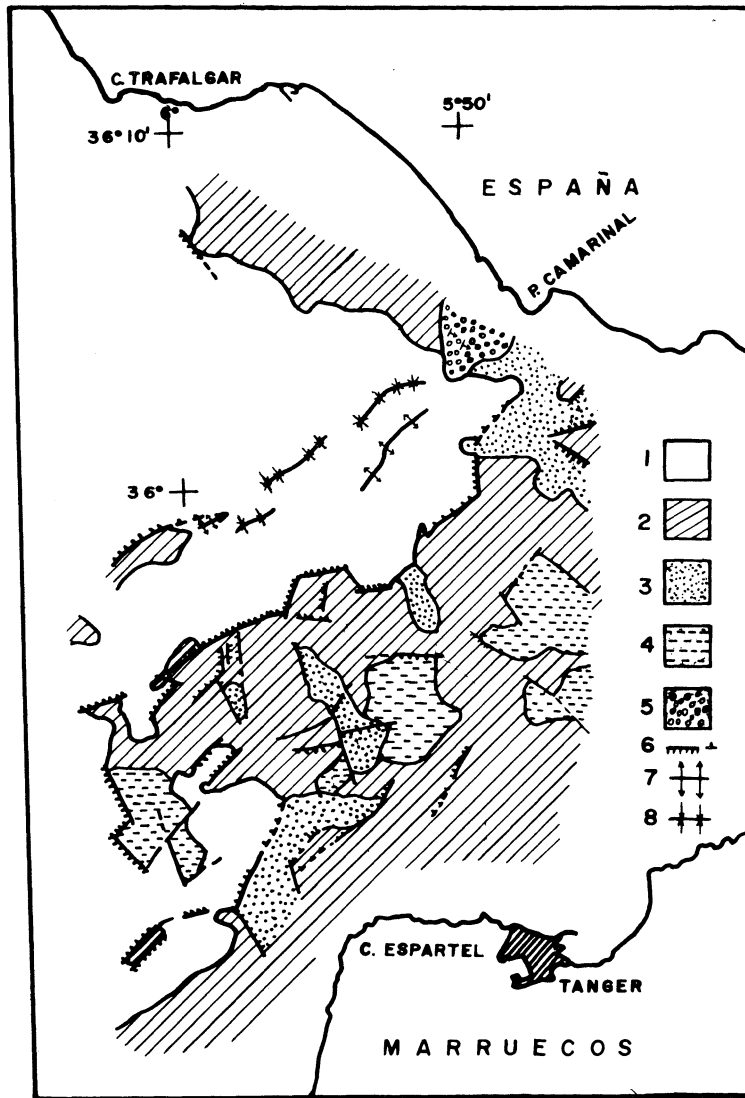 C. TRAFALGAR
36° 10'
5° 50'
ESPAÑA
P. CAMARINAL
36°
1
2
3
4
5
6
7
8
C. ESPARTEL
TANGER
MARRUECOS